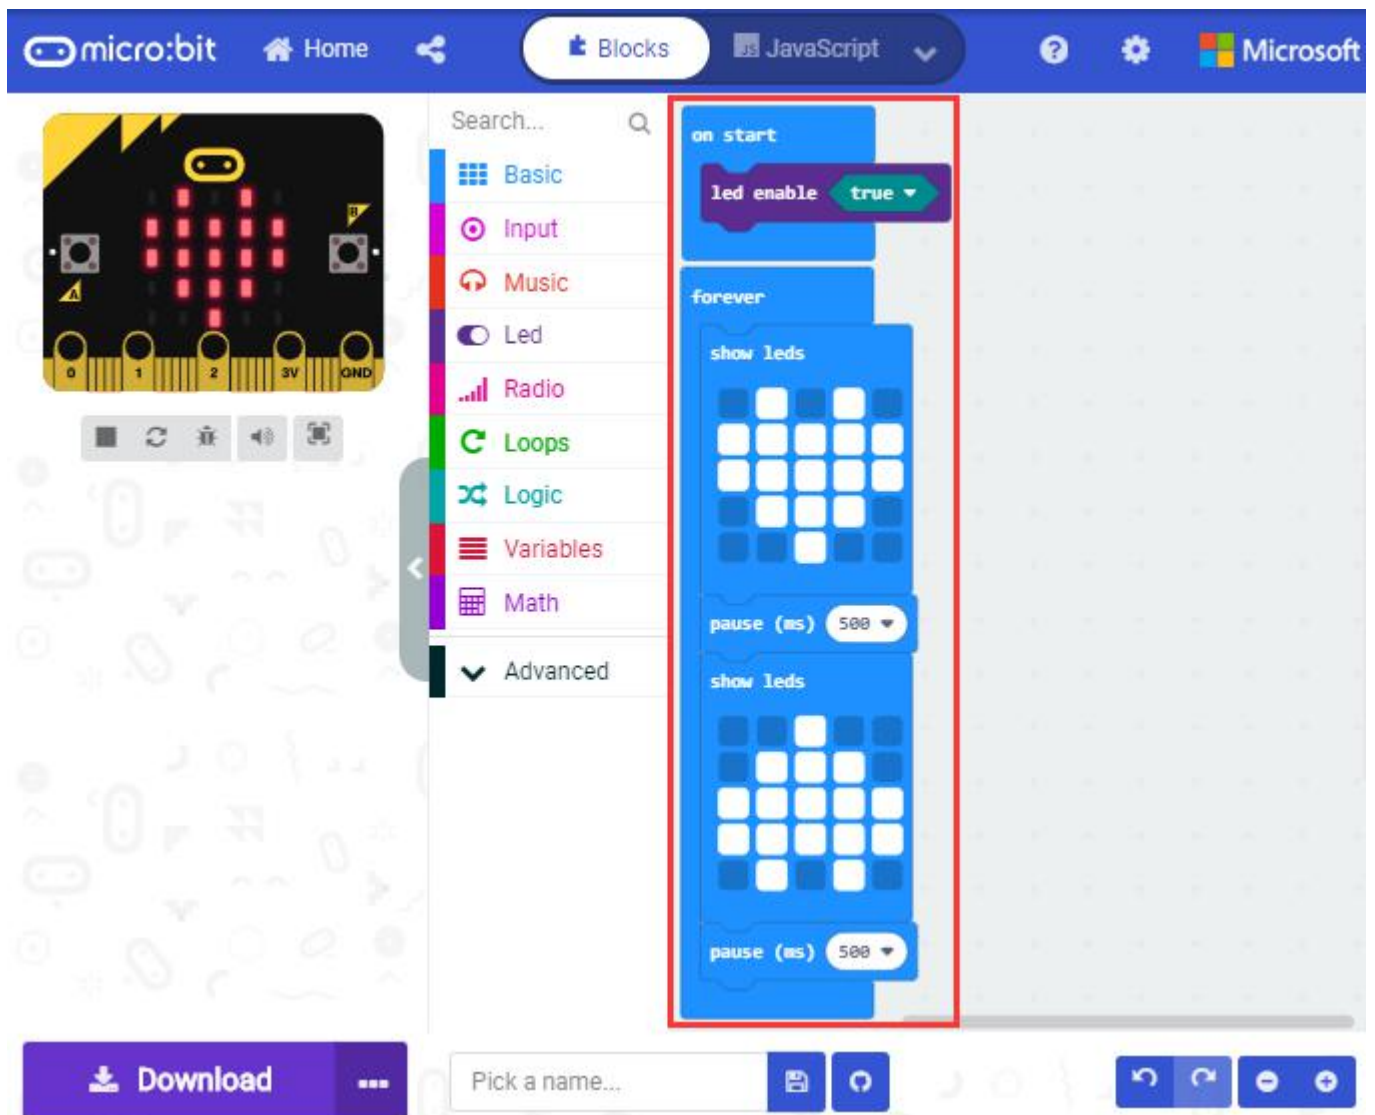 micro:bit Home Blocks JavaScript Microsoft
B
A
0 1 2 3V GND
Search...
Basic
Input
Music
Led
Radio
Loops
Logic
Variables
Math
Advanced
on start
led enable true
forever
show leds
pause (ms) 500
show leds
pause (ms) 500
Download ... Pick a name...